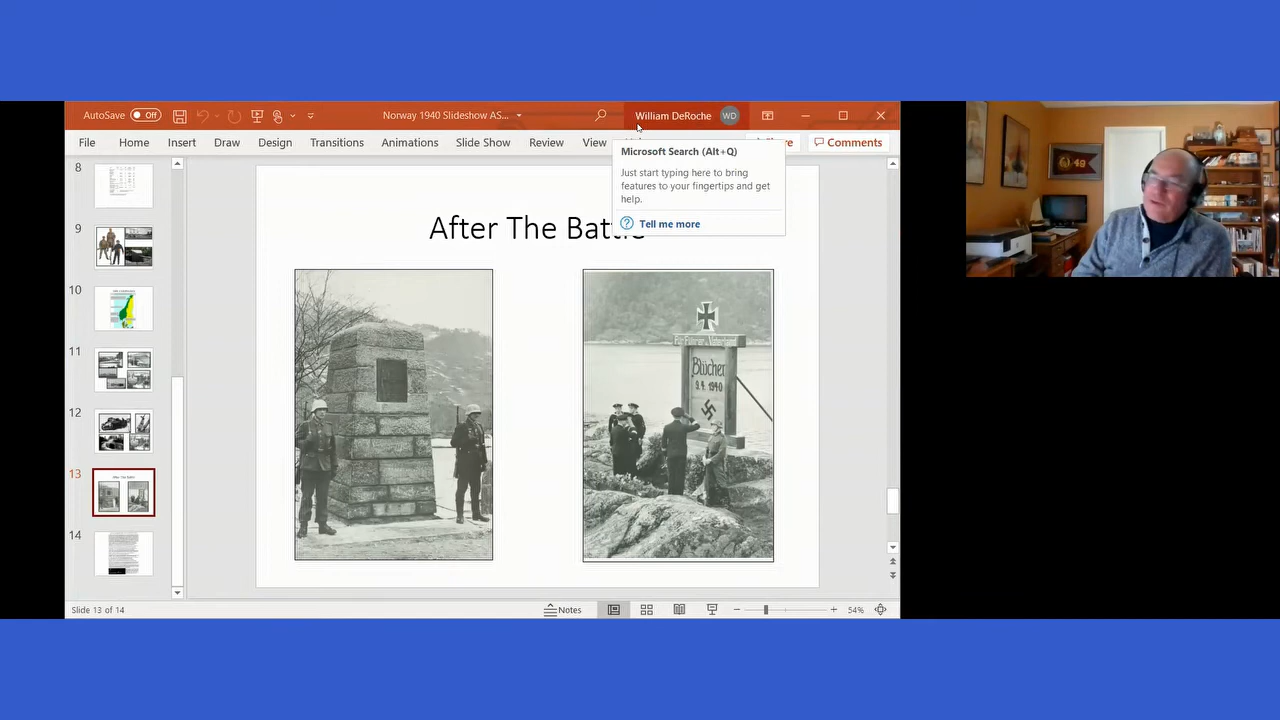 AutoSave Off
Norway 1940 Slideshow AS...
William DeRoche WD
File Home Insert Draw Design Transitions Animations Slide Show Review View
Comments
Microsoft Search (Alt+Q)
Just start typing here to bring
features to your fingertips and get
help.
Tell me more
8
9
10
11
12
13
14
After The Battle
Blücher
9.4.1940
49
Slide 13 of 14
Notes
54%